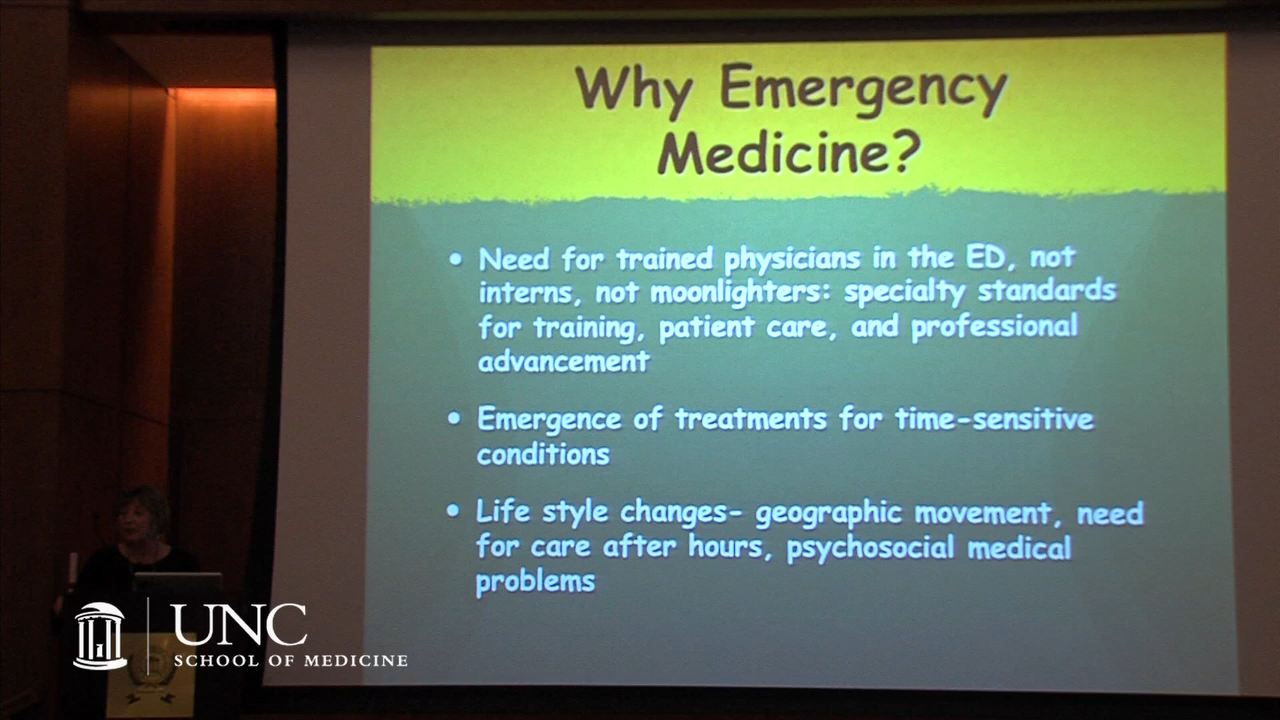 Why Emergency
Medicine?
• Need for trained physicians in the ED, not
interns, not moonlighters: specialty standards
for training, patient care, and professional
advancement
• Emergence of treatments for time-sensitive
conditions
• Life style changes- geographic movement, need
for care after hours, psychosocial medical
problems
UNC
SCHOOL OF MEDICINE